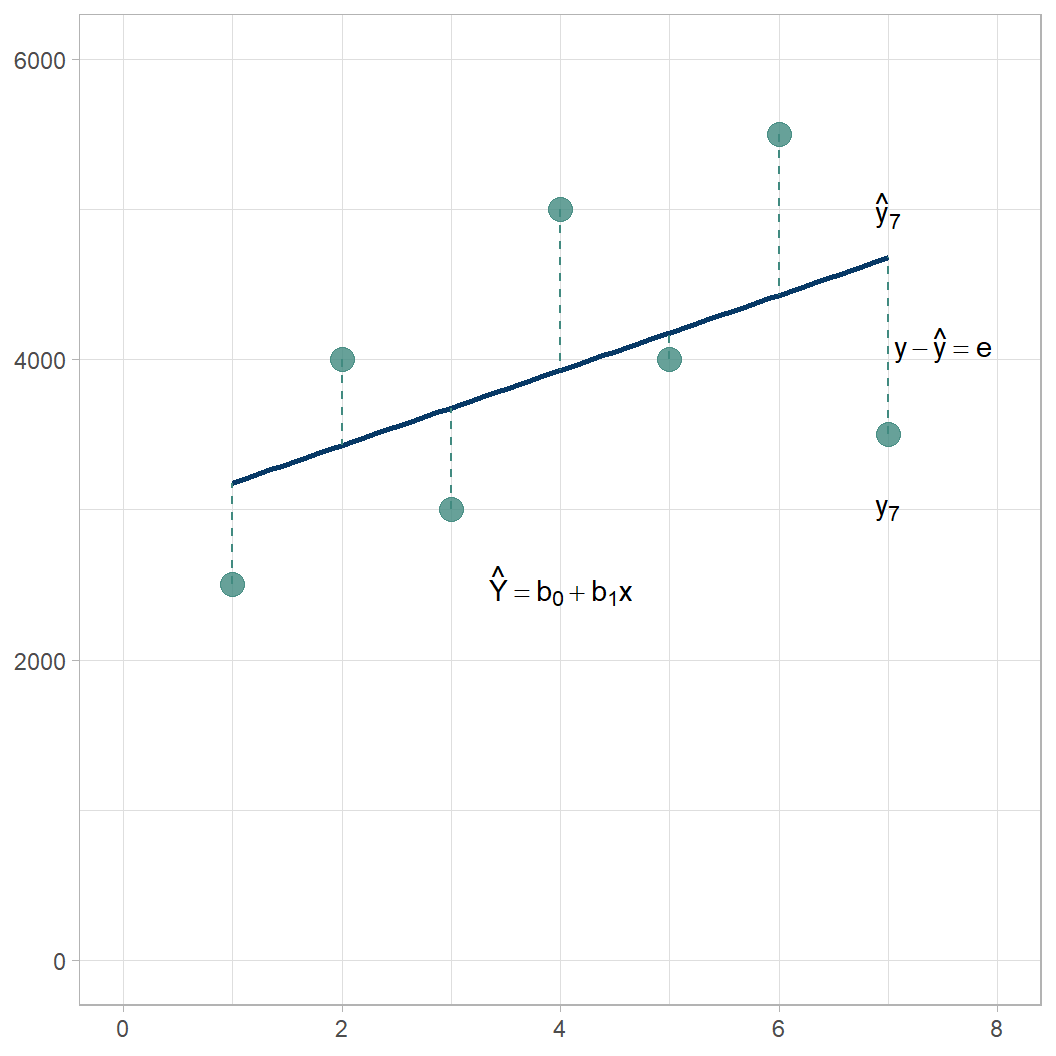 6000
ŷ₇
4000
y − ŷ = e
y₇
Ŷ = b₀ + b₁x
2000
0
0 2 4 6 8